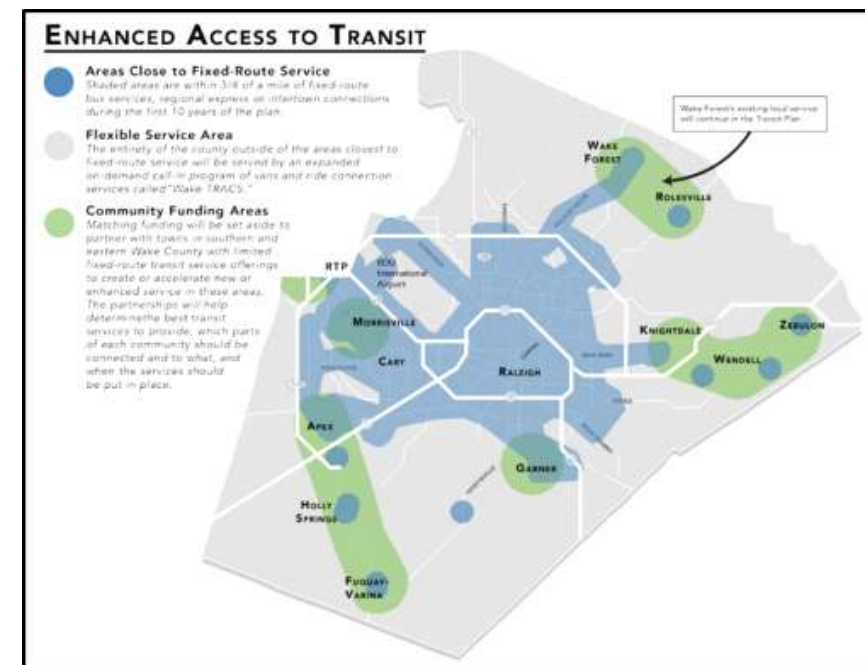 ENHANCED ACCESS TO TRANSIT
Areas Close to Fixed-Route Service
Shaded areas are within 3/4 of a mile of fixed-route
bus services, regional express or intertown connections
during the first 10 years of the plan.
Flexible Service Area
The entirety of the county outside of the areas closest to
fixed-route service will be served by an expanded
on-demand call-in program of vans and ride connection
services called "Wake TRACS."
Community Funding Areas
Matching funding will be set aside to
partner with towns in southern and
eastern Wake County with limited
fixed-route transit service offerings
to create or accelerate new or
enhanced service in these areas.
The partnerships will help
determinethe best transit
services to provide, which parts
of each community should be
connected and to what, and
when the services should
be put in place.
Wake Forest's existing local service
will continue in the Transit Plan
WAKE
FOREST
ROLESVILLE
RTP
RDU
International
Airport
MORRISVILLE
CARY
RALEIGH
KNIGHTDALE
ZEBULON
WENDELL
APEX
GARNER
HOLLY
SPRINGS
FUQUAY-
VARINA